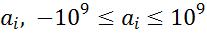 aᵢ, −10⁹ ≤ aᵢ ≤ 10⁹